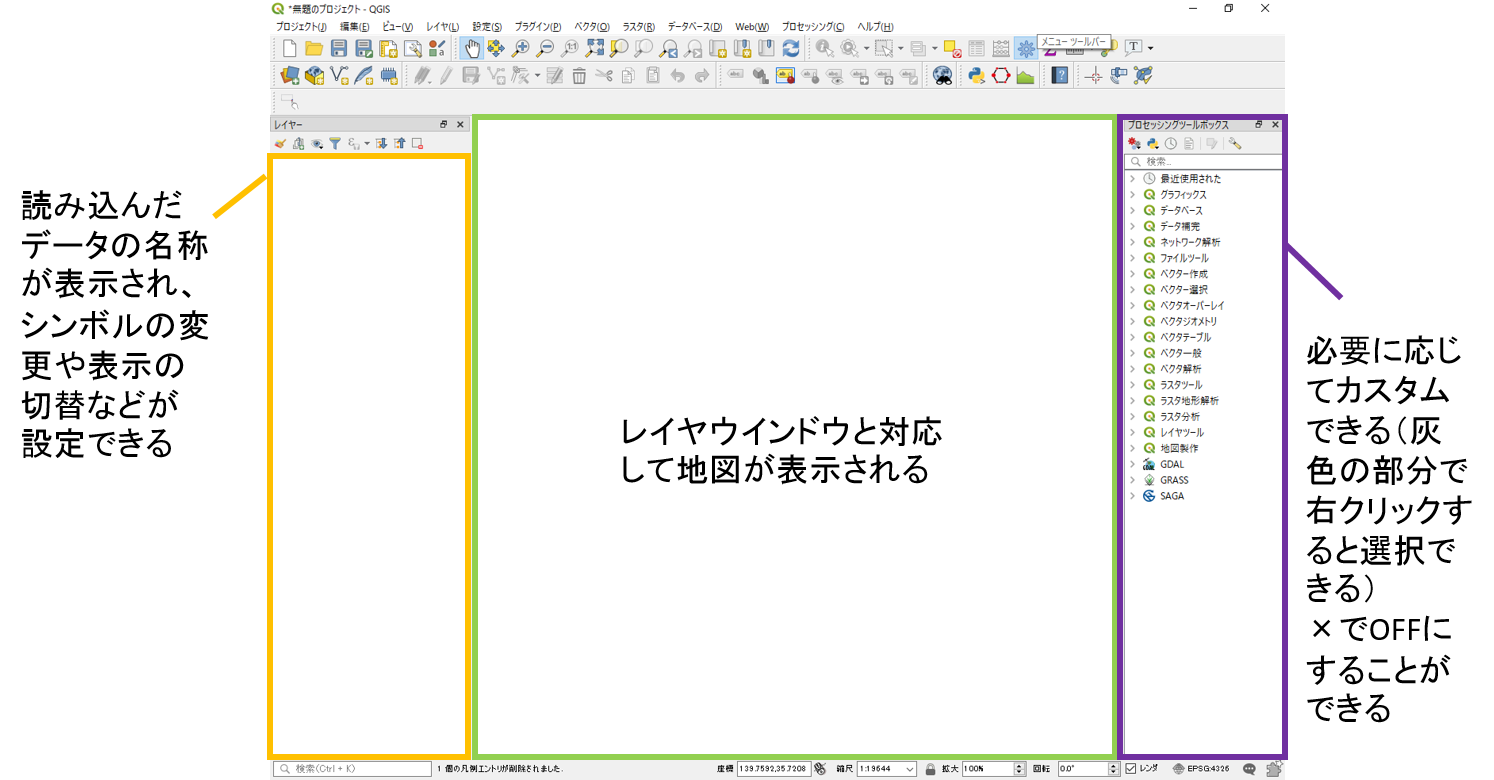 *無題のプロジェクト - QGIS
プロジェクト(J) 編集(E) ビュー(V) レイヤ(L) 設定(S) プラグイン(P) ベクタ(O) ラスタ(R) データベース(D) Web(W) プロセッシング(C) ヘルプ(H)
メニュー ツールバー
レイヤー
プロセッシングツールボックス
検索...
最近使用された
グラフィックス
データベース
データ補完
ネットワーク解析
ファイルツール
ベクター作成
ベクター選択
ベクタオーバーレイ
ベクタジオメトリ
ベクタテーブル
ベクター一般
ベクタ解析
ラスタツール
ラスタ地形解析
ラスタ分析
レイヤツール
地図製作
GDAL
GRASS
SAGA
読み込んだ
データの名称
が表示され、
シンボルの変
更や表示の
切替などが
設定できる
レイヤウインドウと対応
して地図が表示される
必要に応じ
てカスタム
できる（灰
色の部分で
右クリックす
ると選択で
きる）
×でOFFに
することが
できる
検索(Ctrl + K) 1 個の凡例エントリが削除されました. 座標 139.7592,35.7208 縮尺 1:19644 拡大 100% 回転 0.0° レンダ EPSG:4326